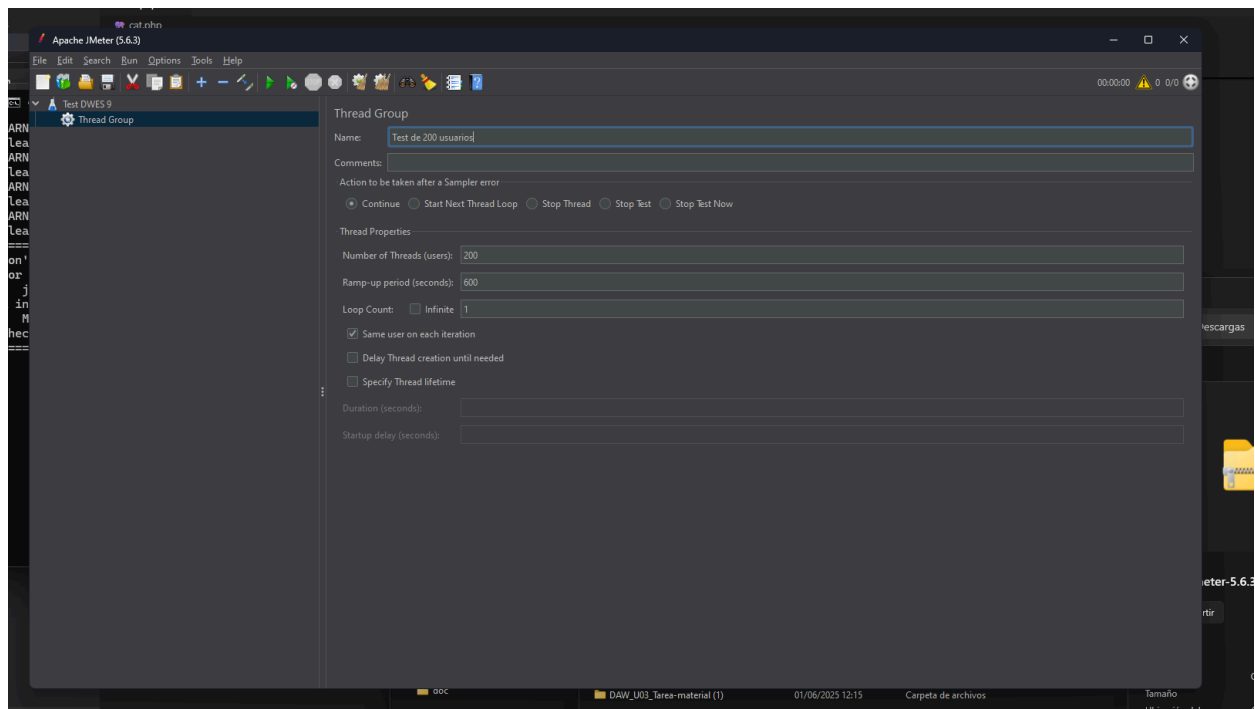 cat.php
Apache JMeter (5.6.3)
File Edit Search Run Options Tools Help
00:00:00 0 0/0
Test DWES 9
Thread Group
Thread Group
Name: Test de 200 usuarios
Comments:
Action to be taken after a Sampler error
Continue Start Next Thread Loop Stop Thread Stop Test Stop Test Now
Thread Properties
Number of Threads (users): 200
Ramp-up period (seconds): 600
Loop Count: Infinite 1
Same user on each iteration
Delay Thread creation until needed
Specify Thread lifetime
Duration (seconds):
Startup delay (seconds):
ARN
lea
ARN
lea
ARN
lea
ARN
lea
===
on'
or
j
in
M
hec
===
escargas
eter-5.6.3
rtir
doc
DAW_U03_Tarea-material (1) 01/06/2025 12:15 Carpeta de archivos
Tamaño